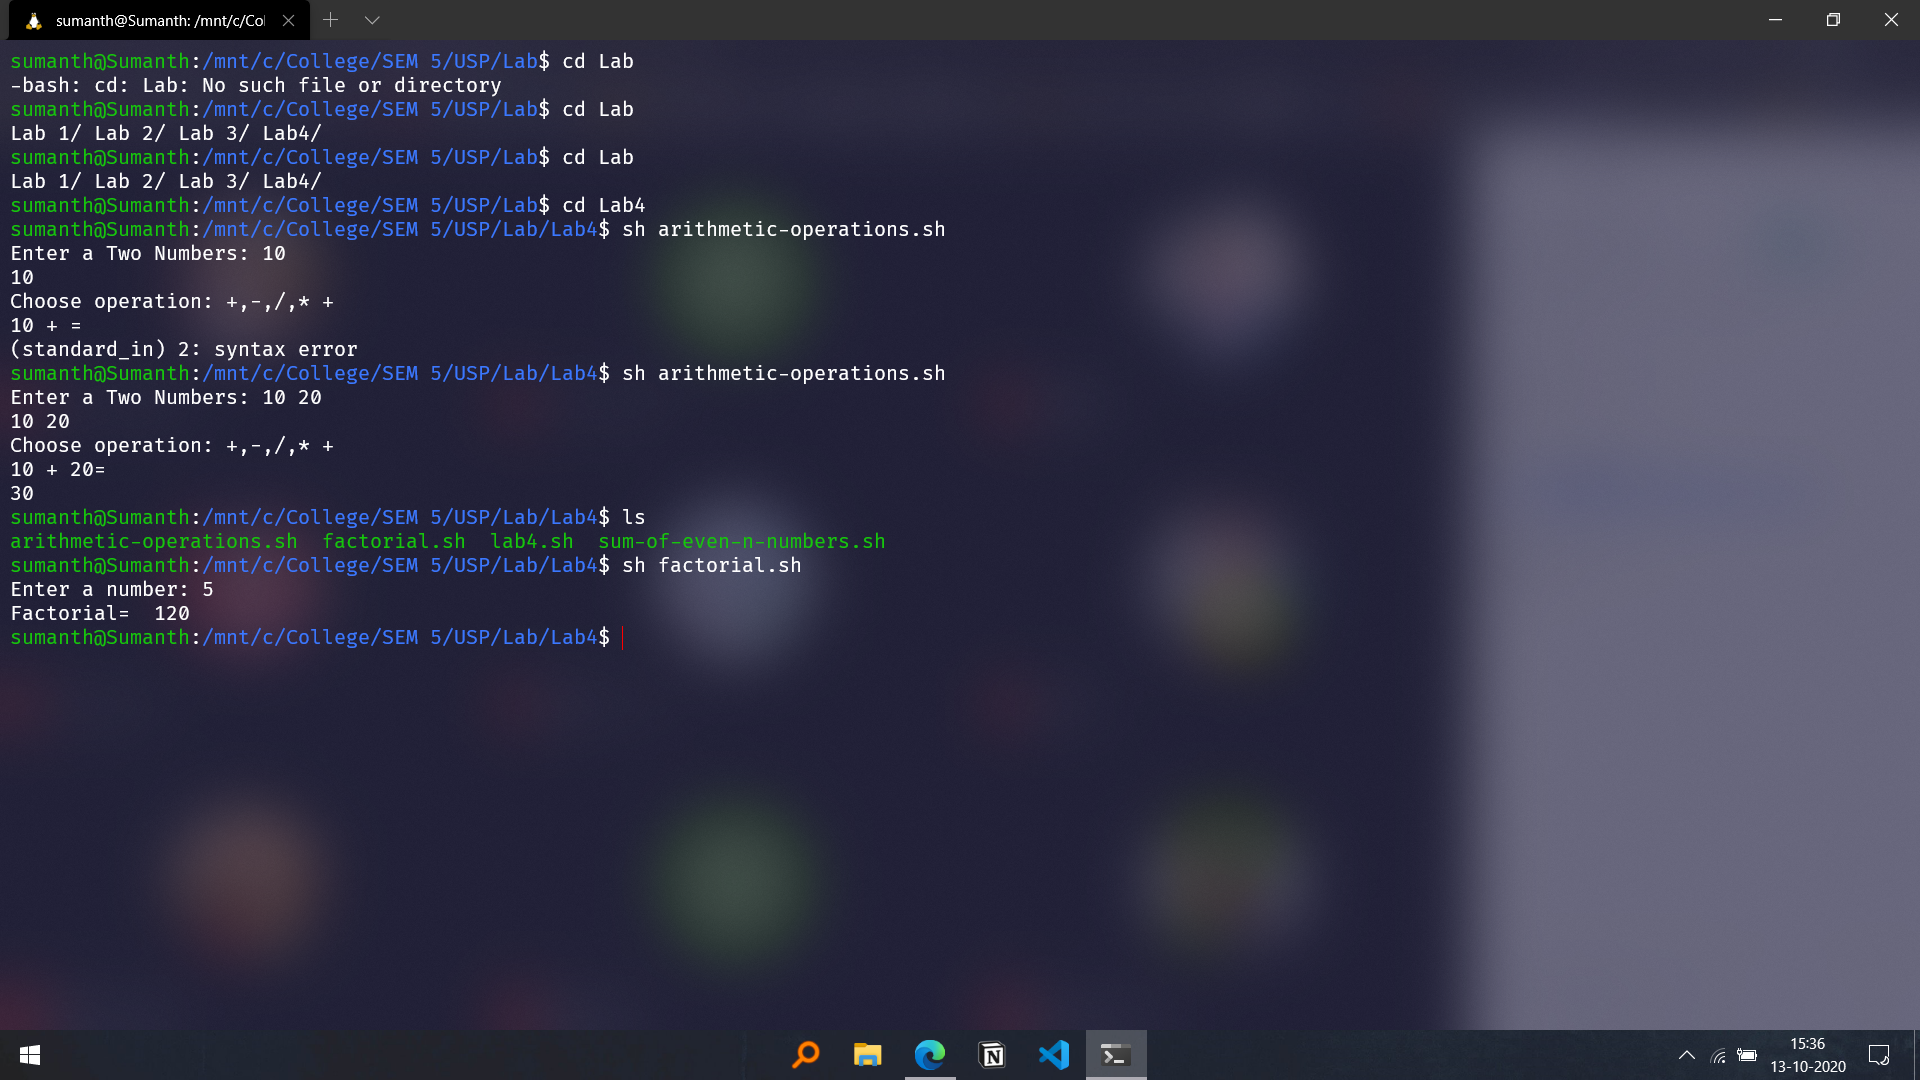 sumanth@Sumanth: /mnt/c/Col
sumanth@Sumanth:/mnt/c/College/SEM 5/USP/Lab$ cd Lab
-bash: cd: Lab: No such file or directory
sumanth@Sumanth:/mnt/c/College/SEM 5/USP/Lab$ cd Lab
Lab 1/ Lab 2/ Lab 3/ Lab4/
sumanth@Sumanth:/mnt/c/College/SEM 5/USP/Lab$ cd Lab
Lab 1/ Lab 2/ Lab 3/ Lab4/
sumanth@Sumanth:/mnt/c/College/SEM 5/USP/Lab$ cd Lab4
sumanth@Sumanth:/mnt/c/College/SEM 5/USP/Lab/Lab4$ sh arithmetic-operations.sh
Enter a Two Numbers: 10
10
Choose operation: +,-,/,* +
10 + =
(standard_in) 2: syntax error
sumanth@Sumanth:/mnt/c/College/SEM 5/USP/Lab/Lab4$ sh arithmetic-operations.sh
Enter a Two Numbers: 10 20
10 20
Choose operation: +,-,/,* +
10 + 20=
30
sumanth@Sumanth:/mnt/c/College/SEM 5/USP/Lab/Lab4$ ls
arithmetic-operations.sh  factorial.sh  lab4.sh  sum-of-even-n-numbers.sh
sumanth@Sumanth:/mnt/c/College/SEM 5/USP/Lab/Lab4$ sh factorial.sh
Enter a number: 5
Factorial=  120
sumanth@Sumanth:/mnt/c/College/SEM 5/USP/Lab/Lab4$
15:36
13-10-2020